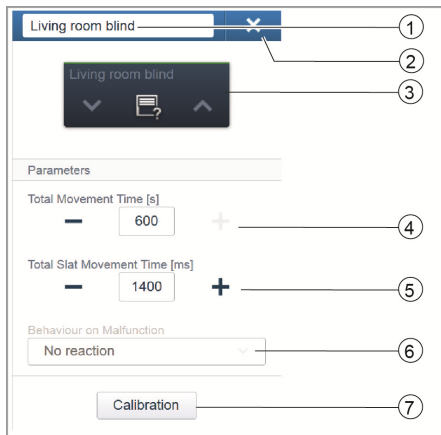 Living room blind
1
2
Living room blind
?
3
Parameters
Total Movement Time [s]
600
4
Total Slat Movement Time [ms]
1400
5
Behaviour on Malfunction
No reaction
6
Calibration
7